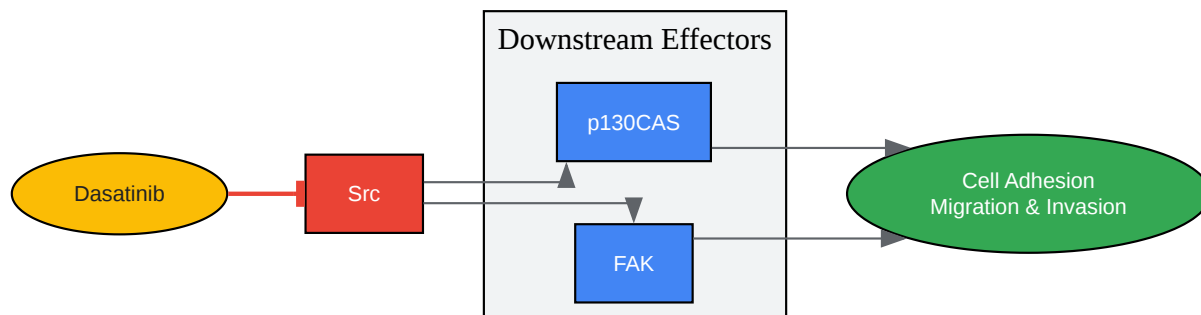 Downstream Effectors
p130CAS
Dasatinib
Src
Cell Adhesion
Migration & Invasion
FAK